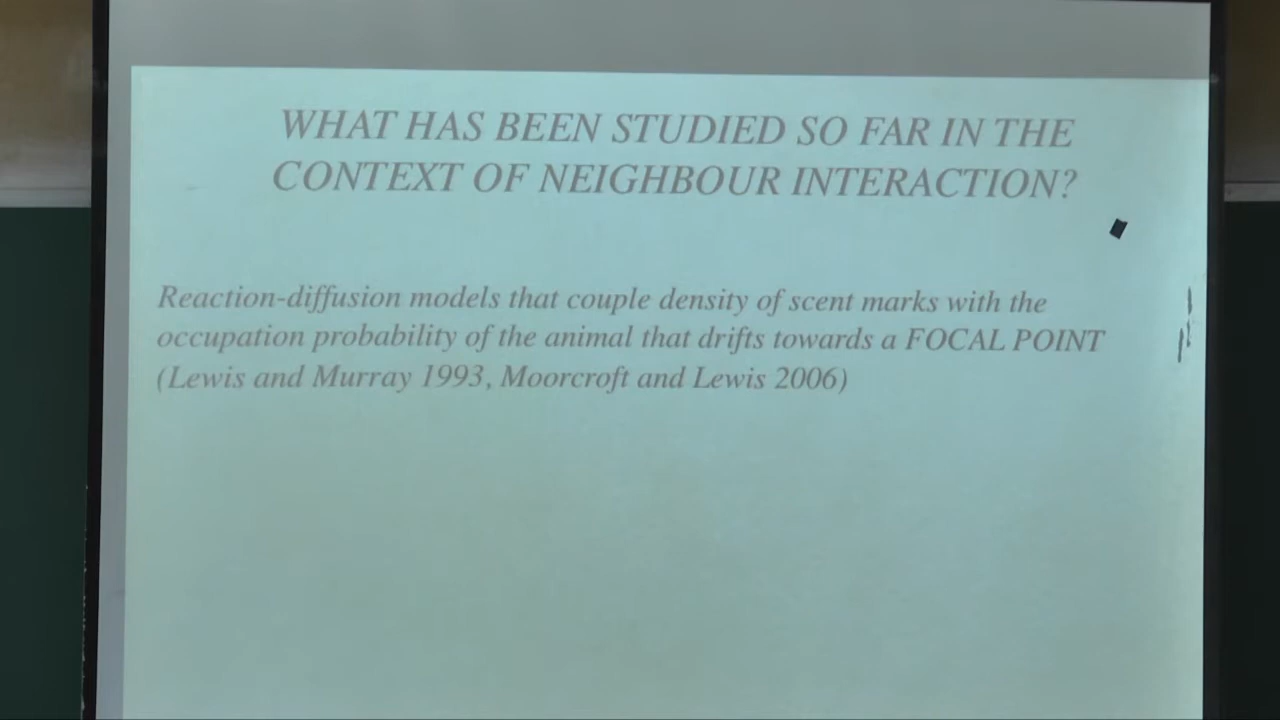 WHAT HAS BEEN STUDIED SO FAR IN THE
CONTEXT OF NEIGHBOUR INTERACTION?
Reaction-diffusion models that couple density of scent marks with the
occupation probability of the animal that drifts towards a FOCAL POINT
(Lewis and Murray 1993, Moorcroft and Lewis 2006)